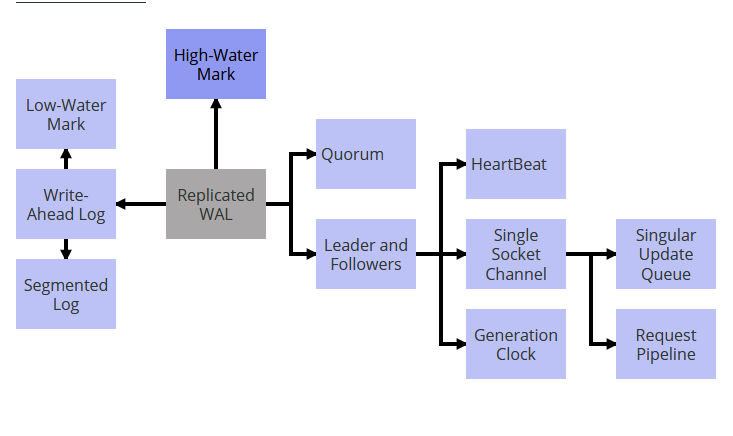 High-Water
Mark
Low-Water
Mark
Quorum
HeartBeat
Write-
Ahead Log
Replicated
WAL
Leader and
Followers
Single
Socket
Channel
Singular
Update
Queue
Segmented
Log
Generation
Clock
Request
Pipeline